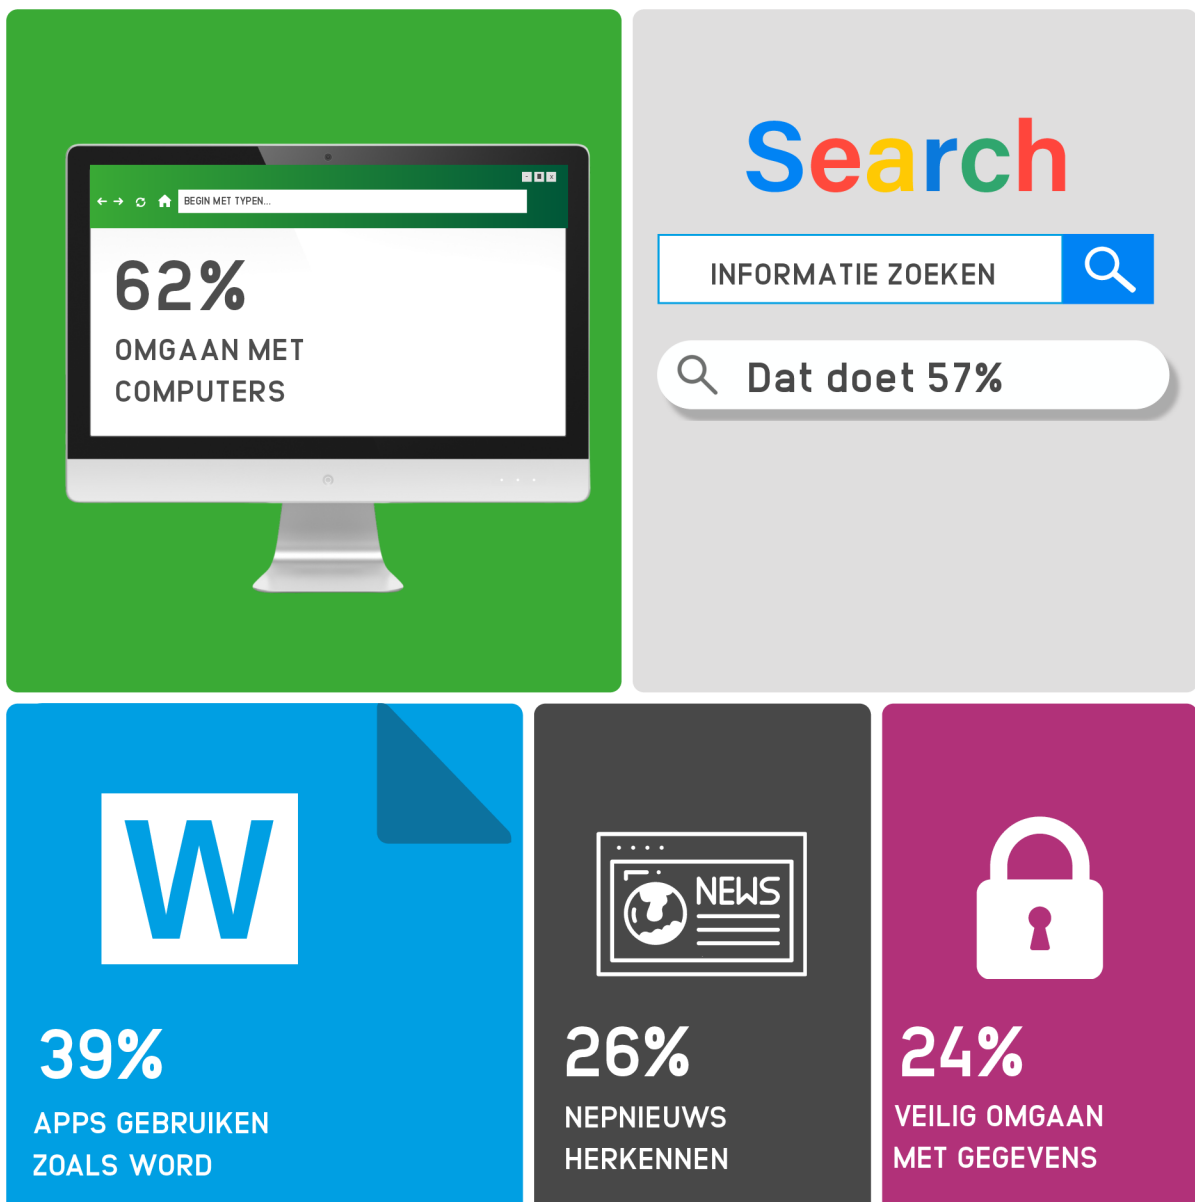 BEGIN MET TYPEN...
62%
OMGAAN MET
COMPUTERS
Search
INFORMATIE ZOEKEN
Dat doet 57%
W
39%
APPS GEBRUIKEN
ZOALS WORD
NEWS
26%
NEPNIEUWS
HERKENNEN
24%
VEILIG OMGAAN
MET GEGEVENS